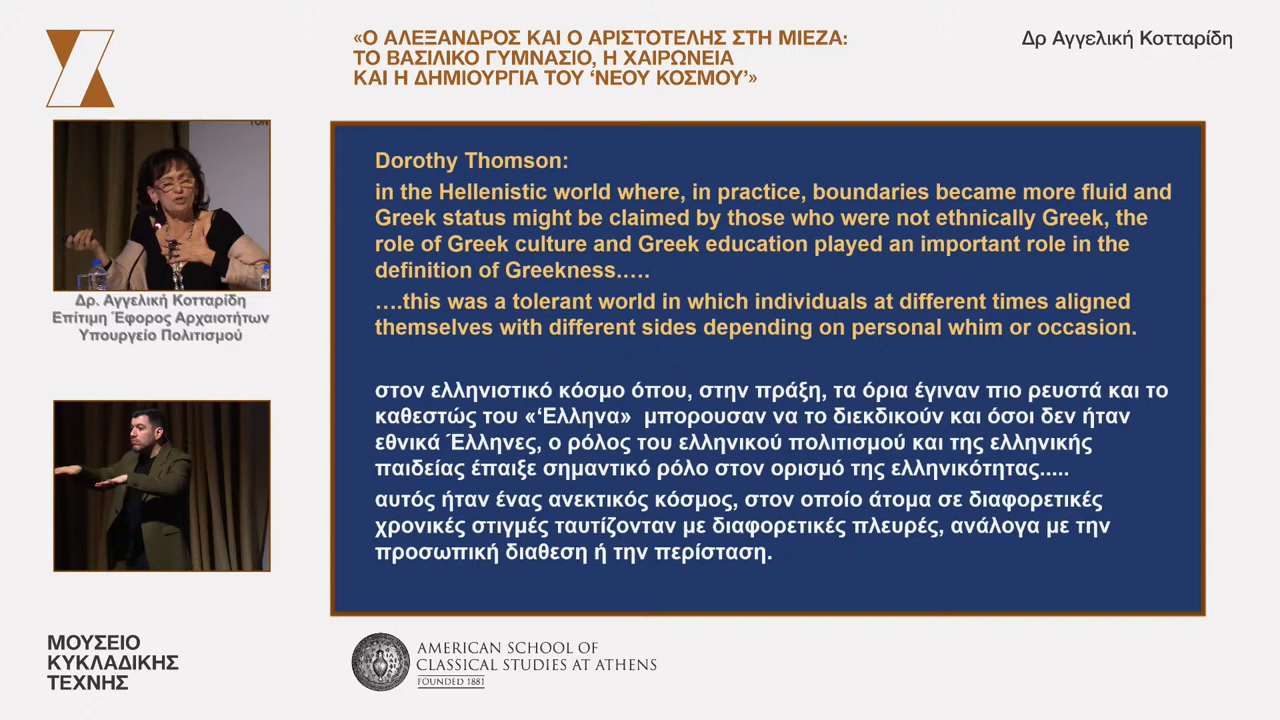 «Ο ΑΛΕΞΑΝΔΡΟΣ ΚΑΙ Ο ΑΡΙΣΤΟΤΕΛΗΣ ΣΤΗ ΜΙΕΖΑ:
ΤΟ ΒΑΣΙΛΙΚΟ ΓΥΜΝΑΣΙΟ, Η ΧΑΙΡΩΝΕΙΑ
ΚΑΙ Η ΔΗΜΙΟΥΡΓΙΑ ΤΟΥ ‘ΝΕΟΥ ΚΟΣΜΟΥ’»
Δρ Αγγελική Κοτταρίδη
Δρ. Αγγελική Κοτταρίδη
Επίτιμη Έφορος Αρχαιοτήτων
Υπουργείο Πολιτισμού
Dorothy Thomson:
in the Hellenistic world where, in practice, boundaries became more fluid and
Greek status might be claimed by those who were not ethnically Greek, the
role of Greek culture and Greek education played an important role in the
definition of Greekness…..
….this was a tolerant world in which individuals at different times aligned
themselves with different sides depending on personal whim or occasion.
στον ελληνιστικό κόσμο όπου, στην πράξη, τα όρια έγιναν πιο ρευστά και το
καθεστώς του «‘Ελληνα» μπορουσαν να το διεκδικούν και όσοι δεν ήταν
εθνικά Έλληνες, ο ρόλος του ελληνικού πολιτισμού και της ελληνικής
παιδείας έπαιξε σημαντικό ρόλο στον ορισμό της ελληνικότητας.....
αυτός ήταν ένας ανεκτικός κόσμος, στον οποίο άτομα σε διαφορετικές
χρονικές στιγμές ταυτίζονταν με διαφορετικές πλευρές, ανάλογα με την
προσωπική διαθεση ή την περίσταση.
ΜΟΥΣΕΙΟ
ΚΥΚΛΑΔΙΚΗΣ
ΤΕΧΝΗΣ
AMERICAN SCHOOL OF
CLASSICAL STUDIES AT ATHENS
FOUNDED 1881